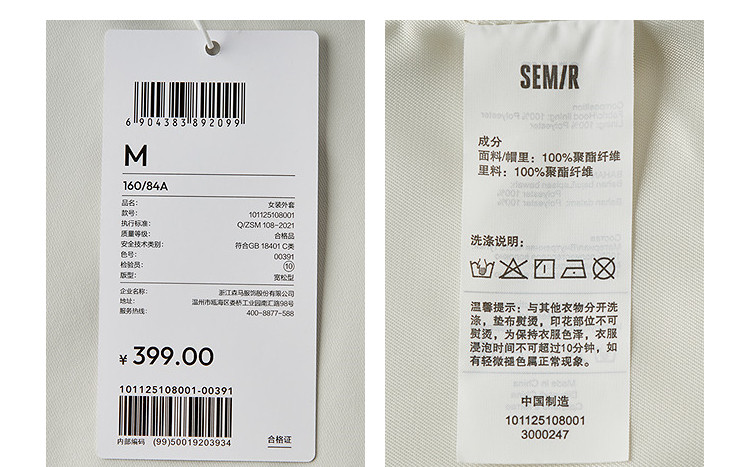 6 904383 892099
M
160/84A
品名: 女装外套
款号: 101125108001
执行标准: Q/ZSM 108-2021
质量等级: 合格品
安全技术类别: 符合GB 18401 C类
色号: 00391
检验员: 10
版型: 宽松型
企业名称: 浙江森马服饰股份有限公司
地址: 温州市瓯海区娄桥工业园南汇路98号
服务热线: 400-8877-588
¥ 399.00
101125108001-00391
内部编码 (99)50019203934 合格证
SEMIR
成分
面料/帽里: 100%聚酯纤维
里料: 100%聚酯纤维
洗涤说明:
温馨提示: 与其他衣物分开洗
涤, 垫布熨烫, 印花部位不可
熨烫, 为保持衣服色泽, 衣服
浸泡时间不可超过10分钟, 如
有轻微褪色属正常现象。
中国制造
101125108001
3000247